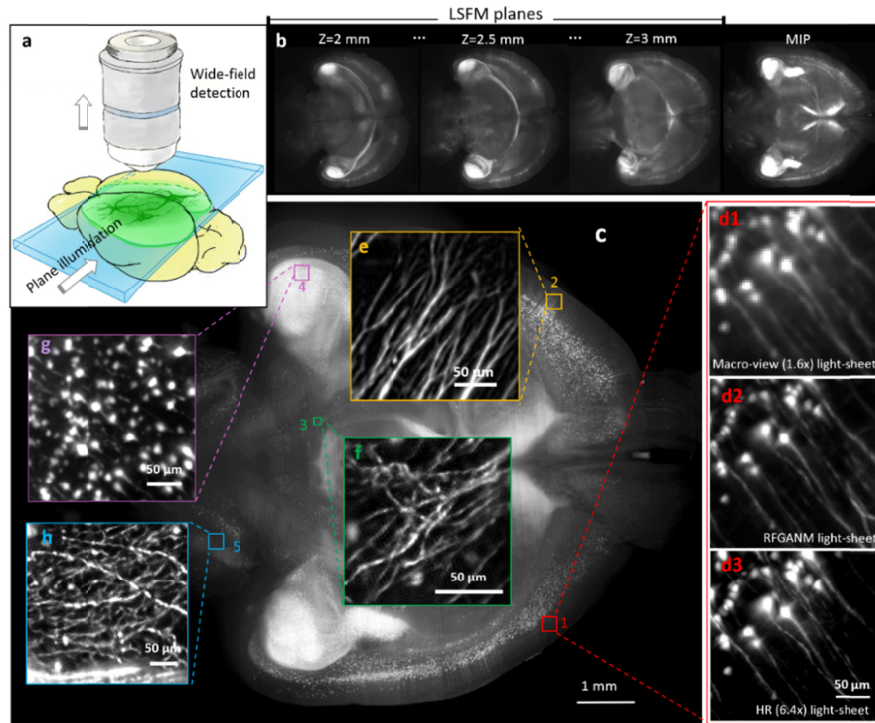 LSFM planes
a
Wide-field
detection
Plane illumination
b
Z=2 mm
...
Z=2.5 mm
...
Z=3 mm
MIP
c
d1
Macro-view (1.6x) light-sheet
d2
RFGANM light-sheet
d3
50 µm
HR (6.4x) light-sheet
e
50 µm
2
4
g
50 µm
3
f
50 µm
h
50 µm
5
1
1 mm